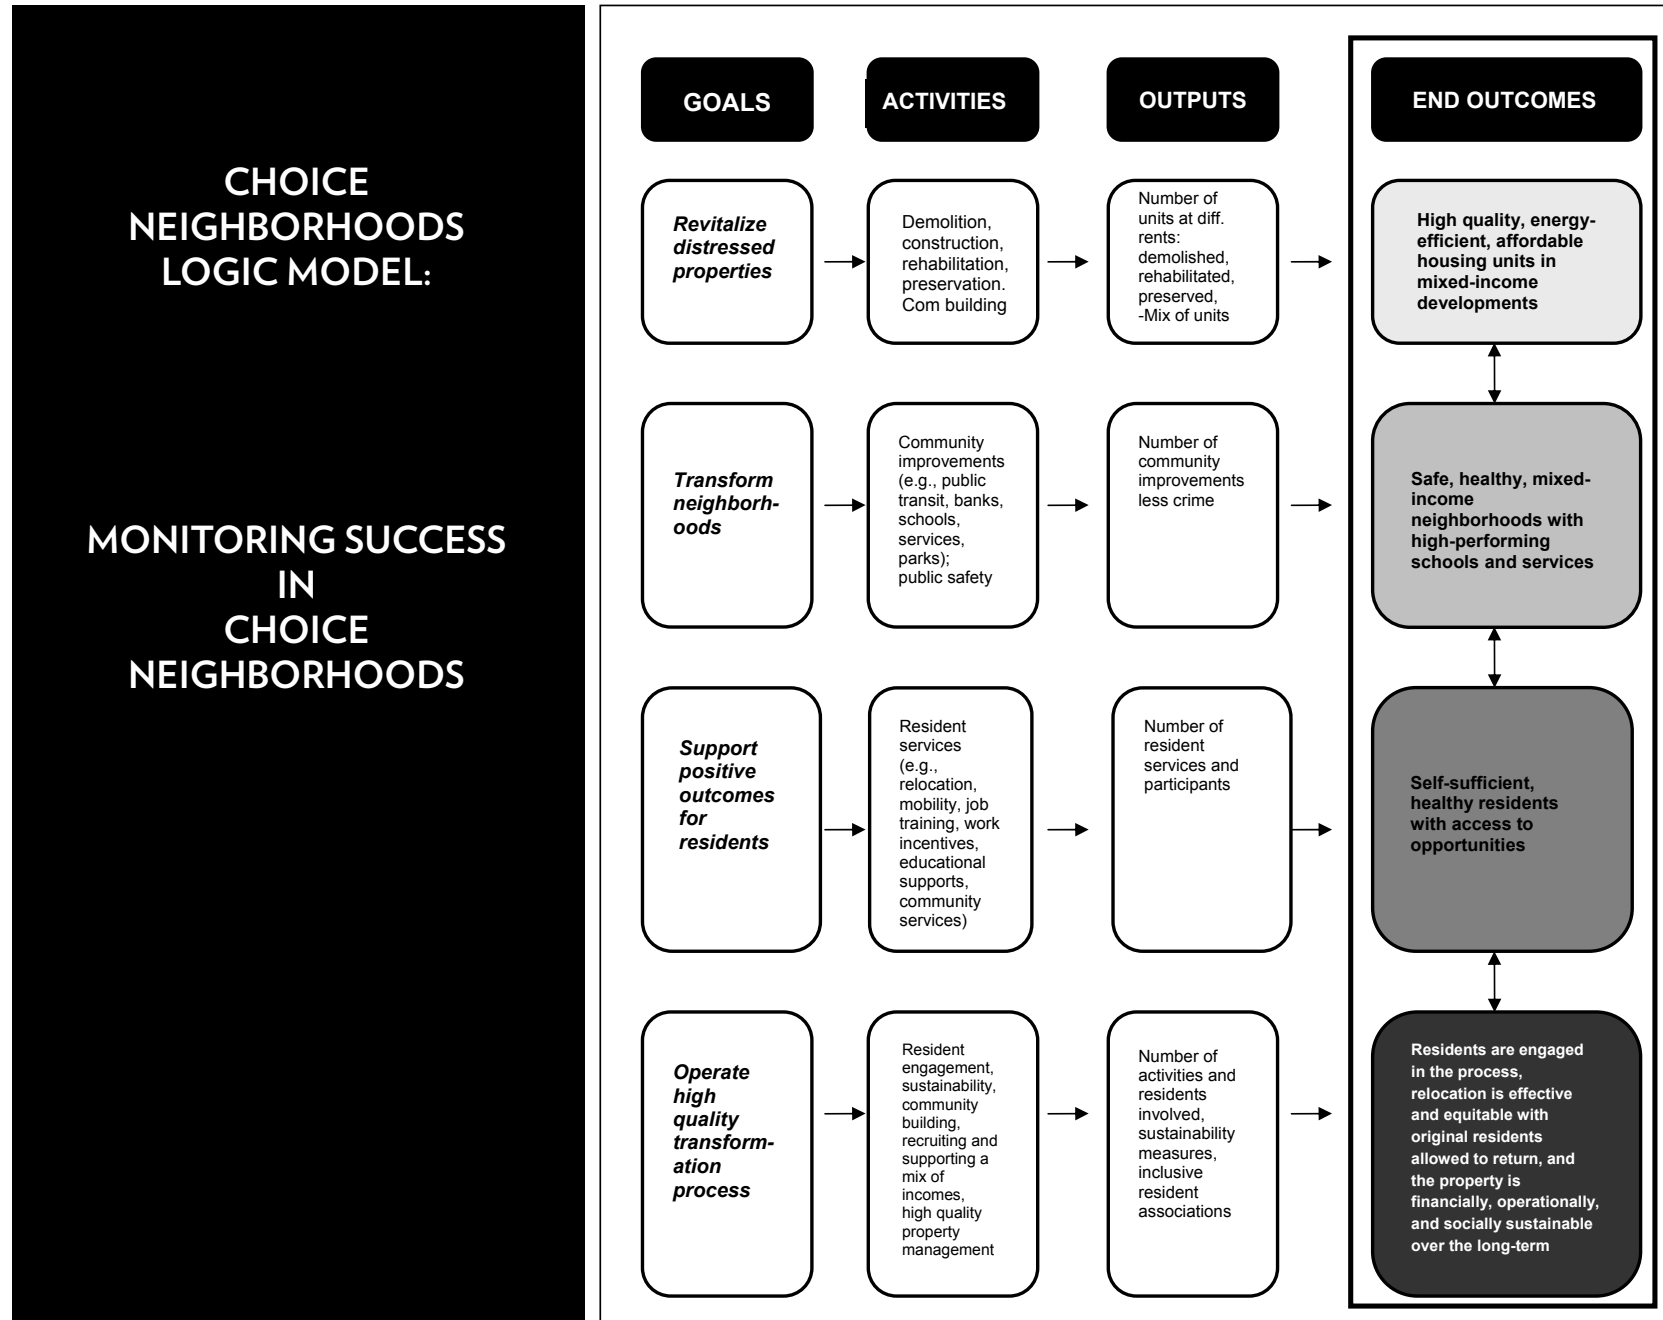 CHOICE
NEIGHBORHOODS
LOGIC MODEL:
MONITORING SUCCESS
IN
CHOICE
NEIGHBORHOODS
GOALS
ACTIVITIES
OUTPUTS
END OUTCOMES
Revitalize
distressed
properties
Demolition,
construction,
rehabilitation,
preservation.
Com building
Number of
units at diff.
rents:
demolished,
rehabilitated,
preserved,
-Mix of units
High quality, energy-
efficient, affordable
housing units in
mixed-income
developments
Transform
neighborh-
oods
Community
improvements
(e.g., public
transit, banks,
schools,
services,
parks);
public safety
Number of
community
improvements
less crime
Safe, healthy, mixed-
income
neighborhoods with
high-performing
schools and services
Support
positive
outcomes
for
residents
Resident
services
(e.g.,
relocation,
mobility, job
training, work
incentives,
educational
supports,
community
services)
Number of
resident
services and
participants
Self-sufficient,
healthy residents
with access to
opportunities
Operate
high
quality
transform-
ation
process
Resident
engagement,
sustainability,
community
building,
recruiting and
supporting a
mix of
incomes,
high quality
property
management
Number of
activities and
residents
involved,
sustainability
measures,
inclusive
resident
associations
Residents are engaged
in the process,
relocation is effective
and equitable with
original residents
allowed to return, and
the property is
financially, operationally,
and socially sustainable
over the long-term